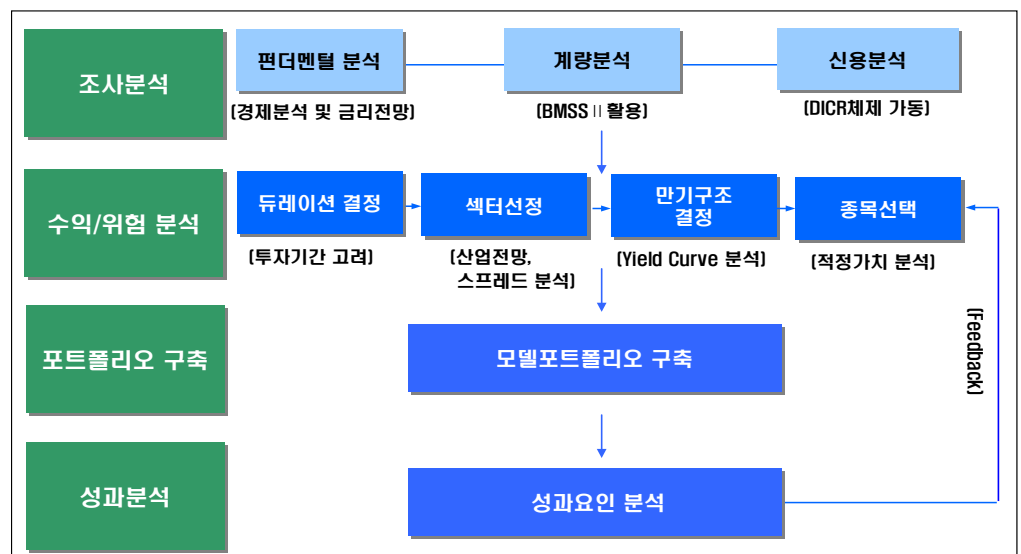 조사분석
펀더멘털 분석
계량분석
신용분석
(경제분석 및 금리전망)
(BMSSⅡ활용)
(DICR체제 가동)
수익/위험 분석
듀레이션 결정
섹터선정
만기구조
결정
종목선택
(투자기간 고려)
(산업전망,
스프레드 분석)
(Yield Curve 분석)
(적정가치 분석)
(Feedback)
포트폴리오 구축
모델포트폴리오 구축
성과분석
성과요인 분석